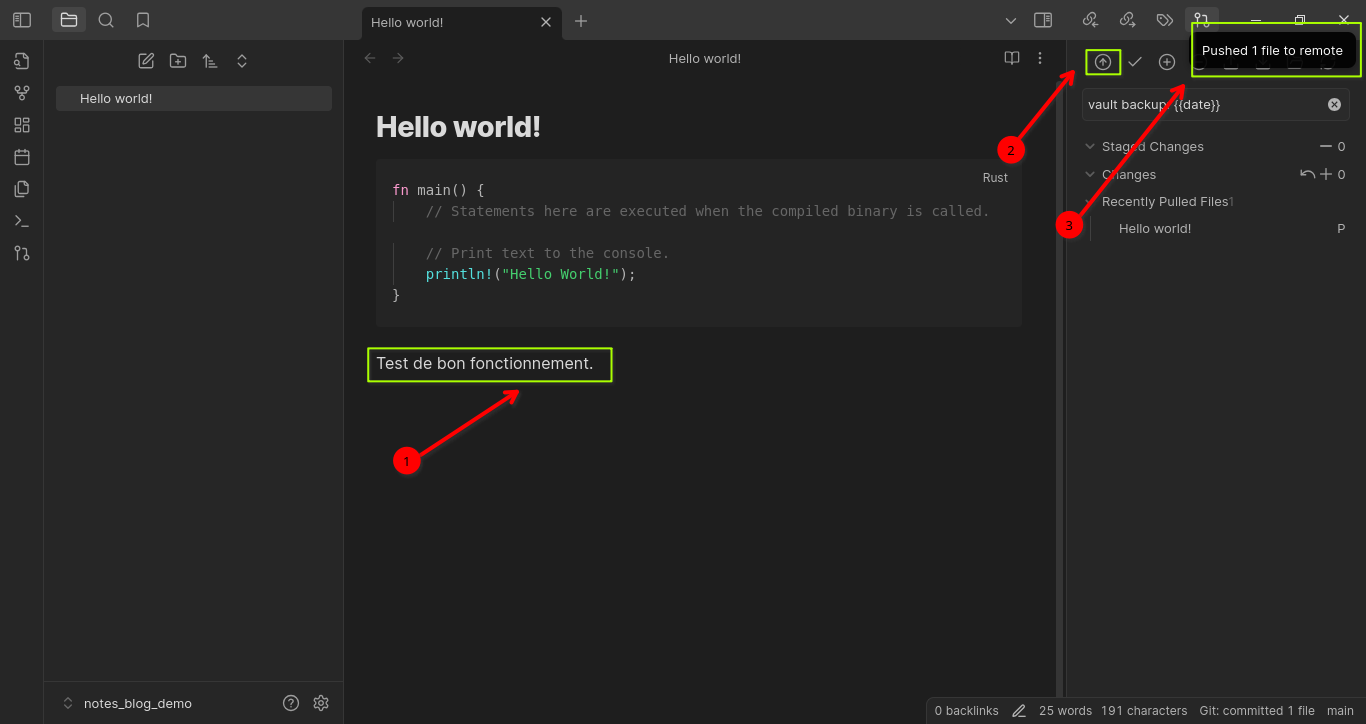 Hello world!
Pushed 1 file to remote
Hello world!
Hello world!
vault backup: {{date}}
Hello world!
Rust
fn main() {
// Statements here are executed when the compiled binary is called.
// Print text to the console.
println!("Hello World!");
}
Test de bon fonctionnement.
1
2
3
Staged Changes 0
Changes 0
Recently Pulled Files 1
Hello world! P
notes_blog_demo
0 backlinks 25 words 191 characters Git: committed 1 file main